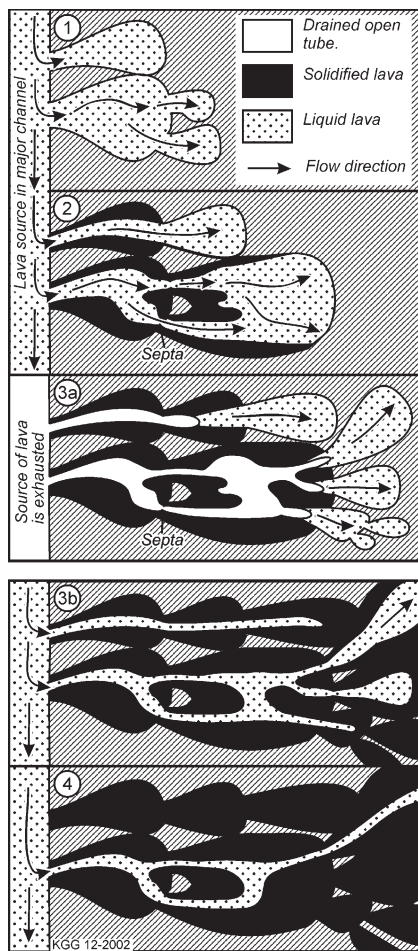 1
Drained open
tube.
Solidified lava
Liquid lava
Flow direction
Lava source in major channel
2
Septa
3a
Source of lava
is exhausted
Septa
3b
4
KGG 12-2002